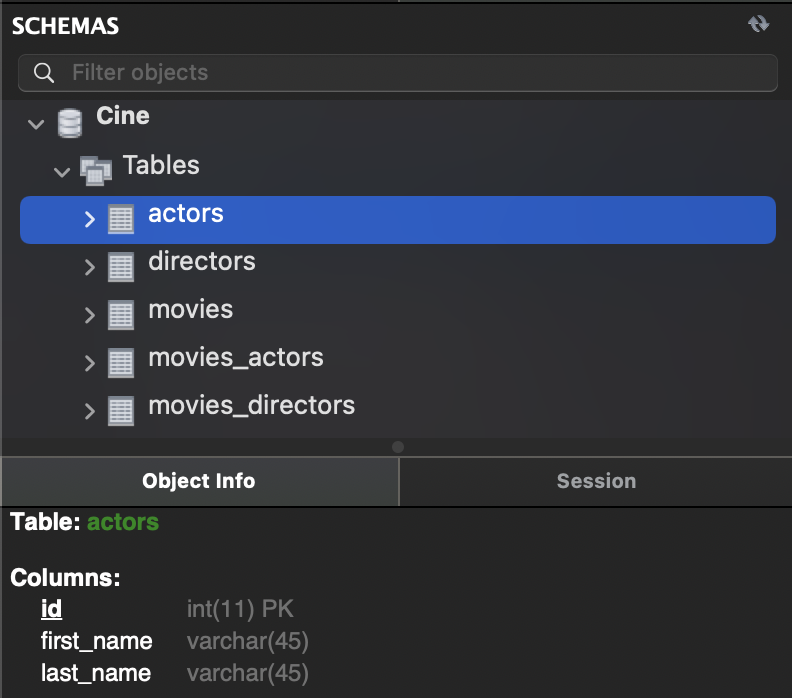 SCHEMAS
Filter objects
Cine
Tables
actors
directors
movies
movies_actors
movies_directors
Object Info Session
Table: actors
Columns:
id int(11) PK
first_name varchar(45)
last_name varchar(45)